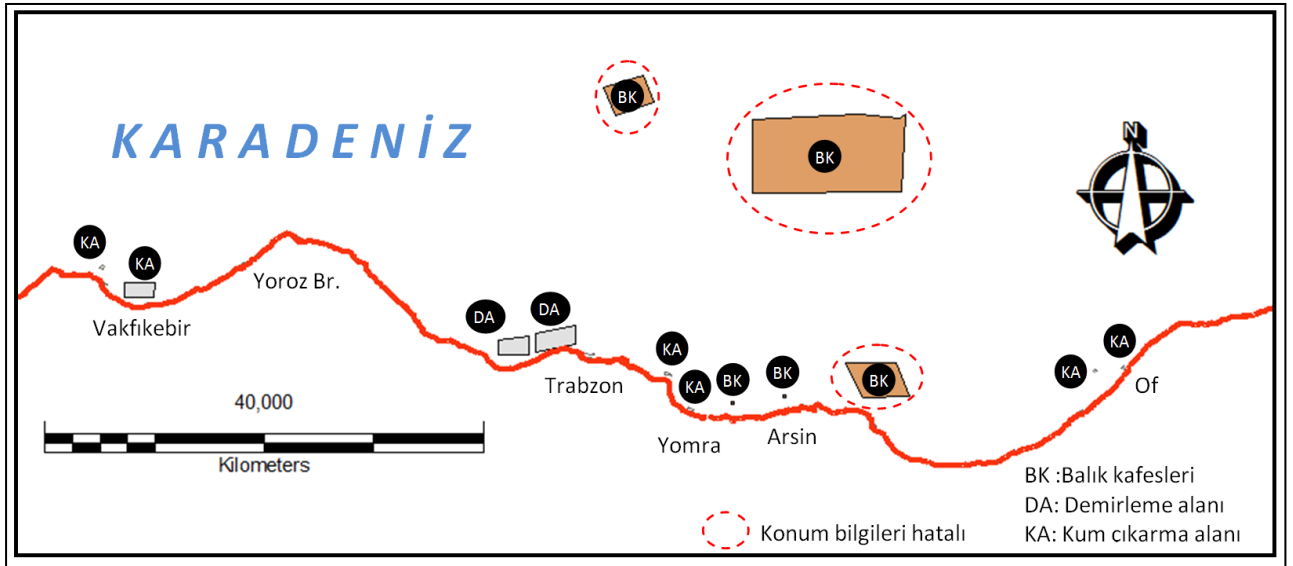 BK
BK
N
K A R A D E N İ Z
KA
KA
Yoroz Br.
Vakfıkebir
DA
DA
Trabzon
KA
KA
BK
BK
BK
KA
KA
Of
Yomra
Arsin
40,000
Kilometers
BK :Balık kafesleri
DA: Demirleme alanı
KA: Kum cıkarma alanı
Konum bilgileri hatalı